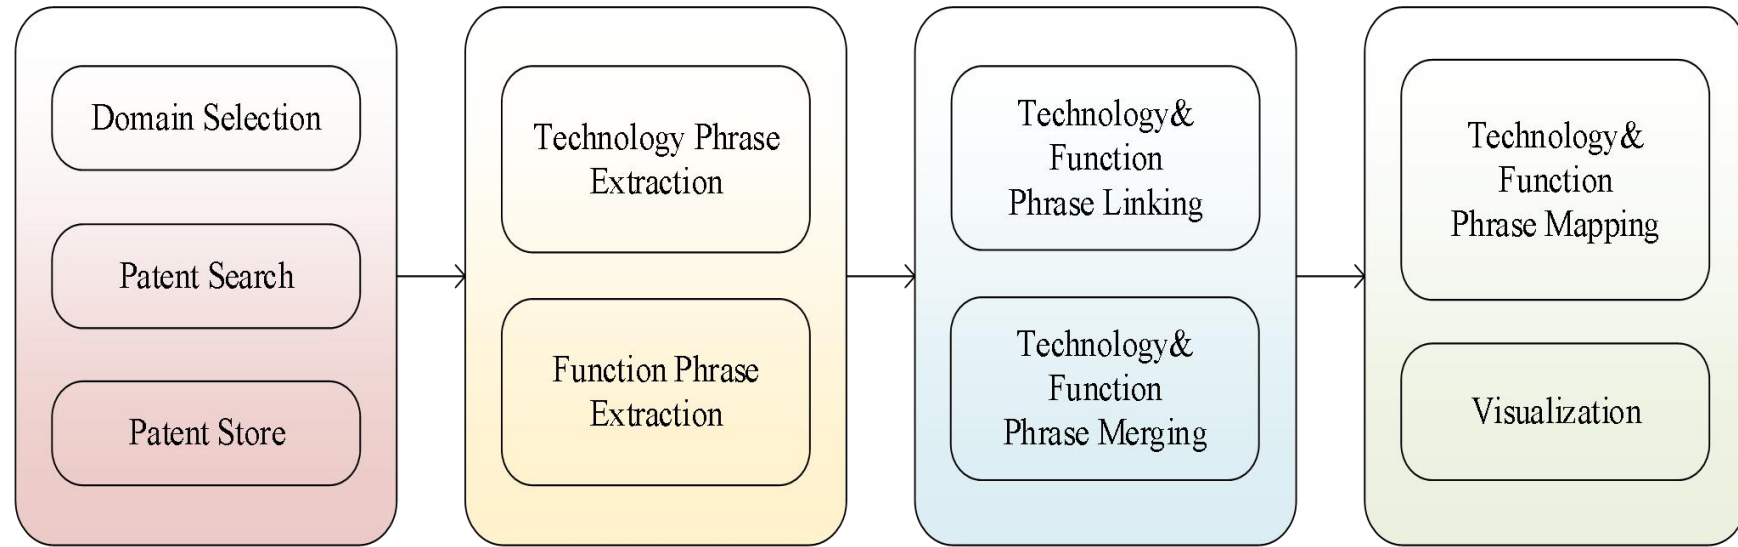 Domain Selection
Patent Search
Patent Store
Technology Phrase
Extraction
Function Phrase
Extraction
Technology&
Function
Phrase Linking
Technology&
Function
Phrase Merging
Technology&
Function
Phrase Mapping
Visualization